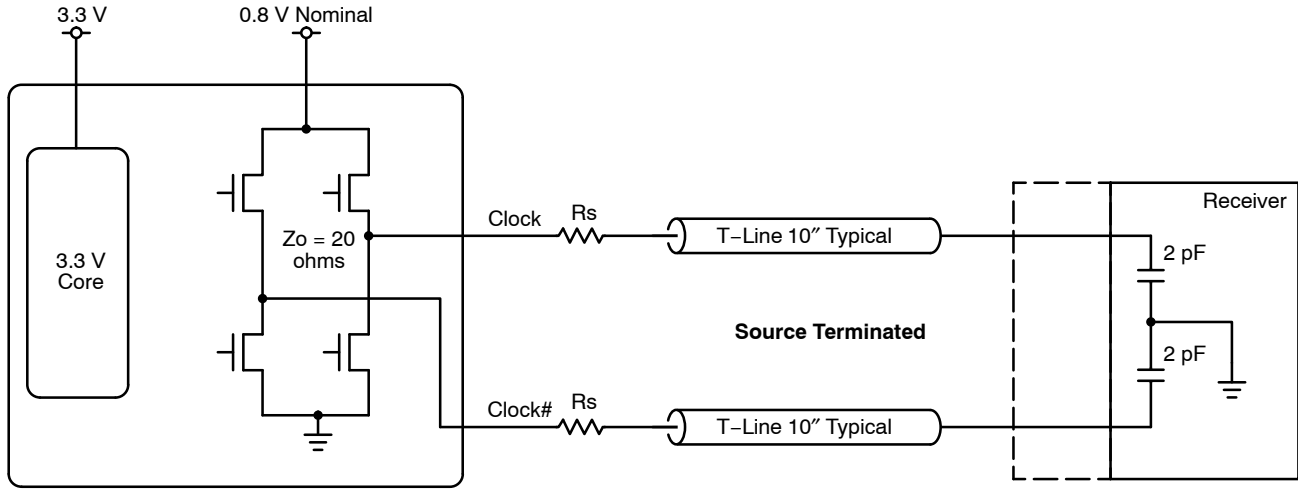 3.3 V
0.8 V Nominal
3.3 V
Core
Zo = 20
ohms
Clock
Rs
T−Line 10″ Typical
Receiver
2 pF
Source Terminated
2 pF
Clock#
Rs
T−Line 10″ Typical